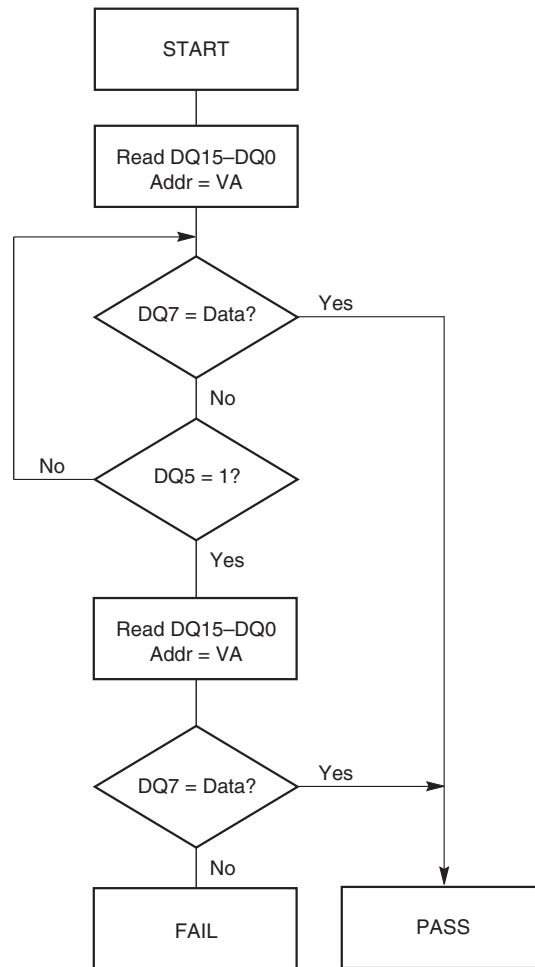 START
Read DQ15–DQ0
Addr = VA
DQ7 = Data?
Yes
No
No
DQ5 = 1?
Yes
Read DQ15–DQ0
Addr = VA
DQ7 = Data?
Yes
No
FAIL
PASS